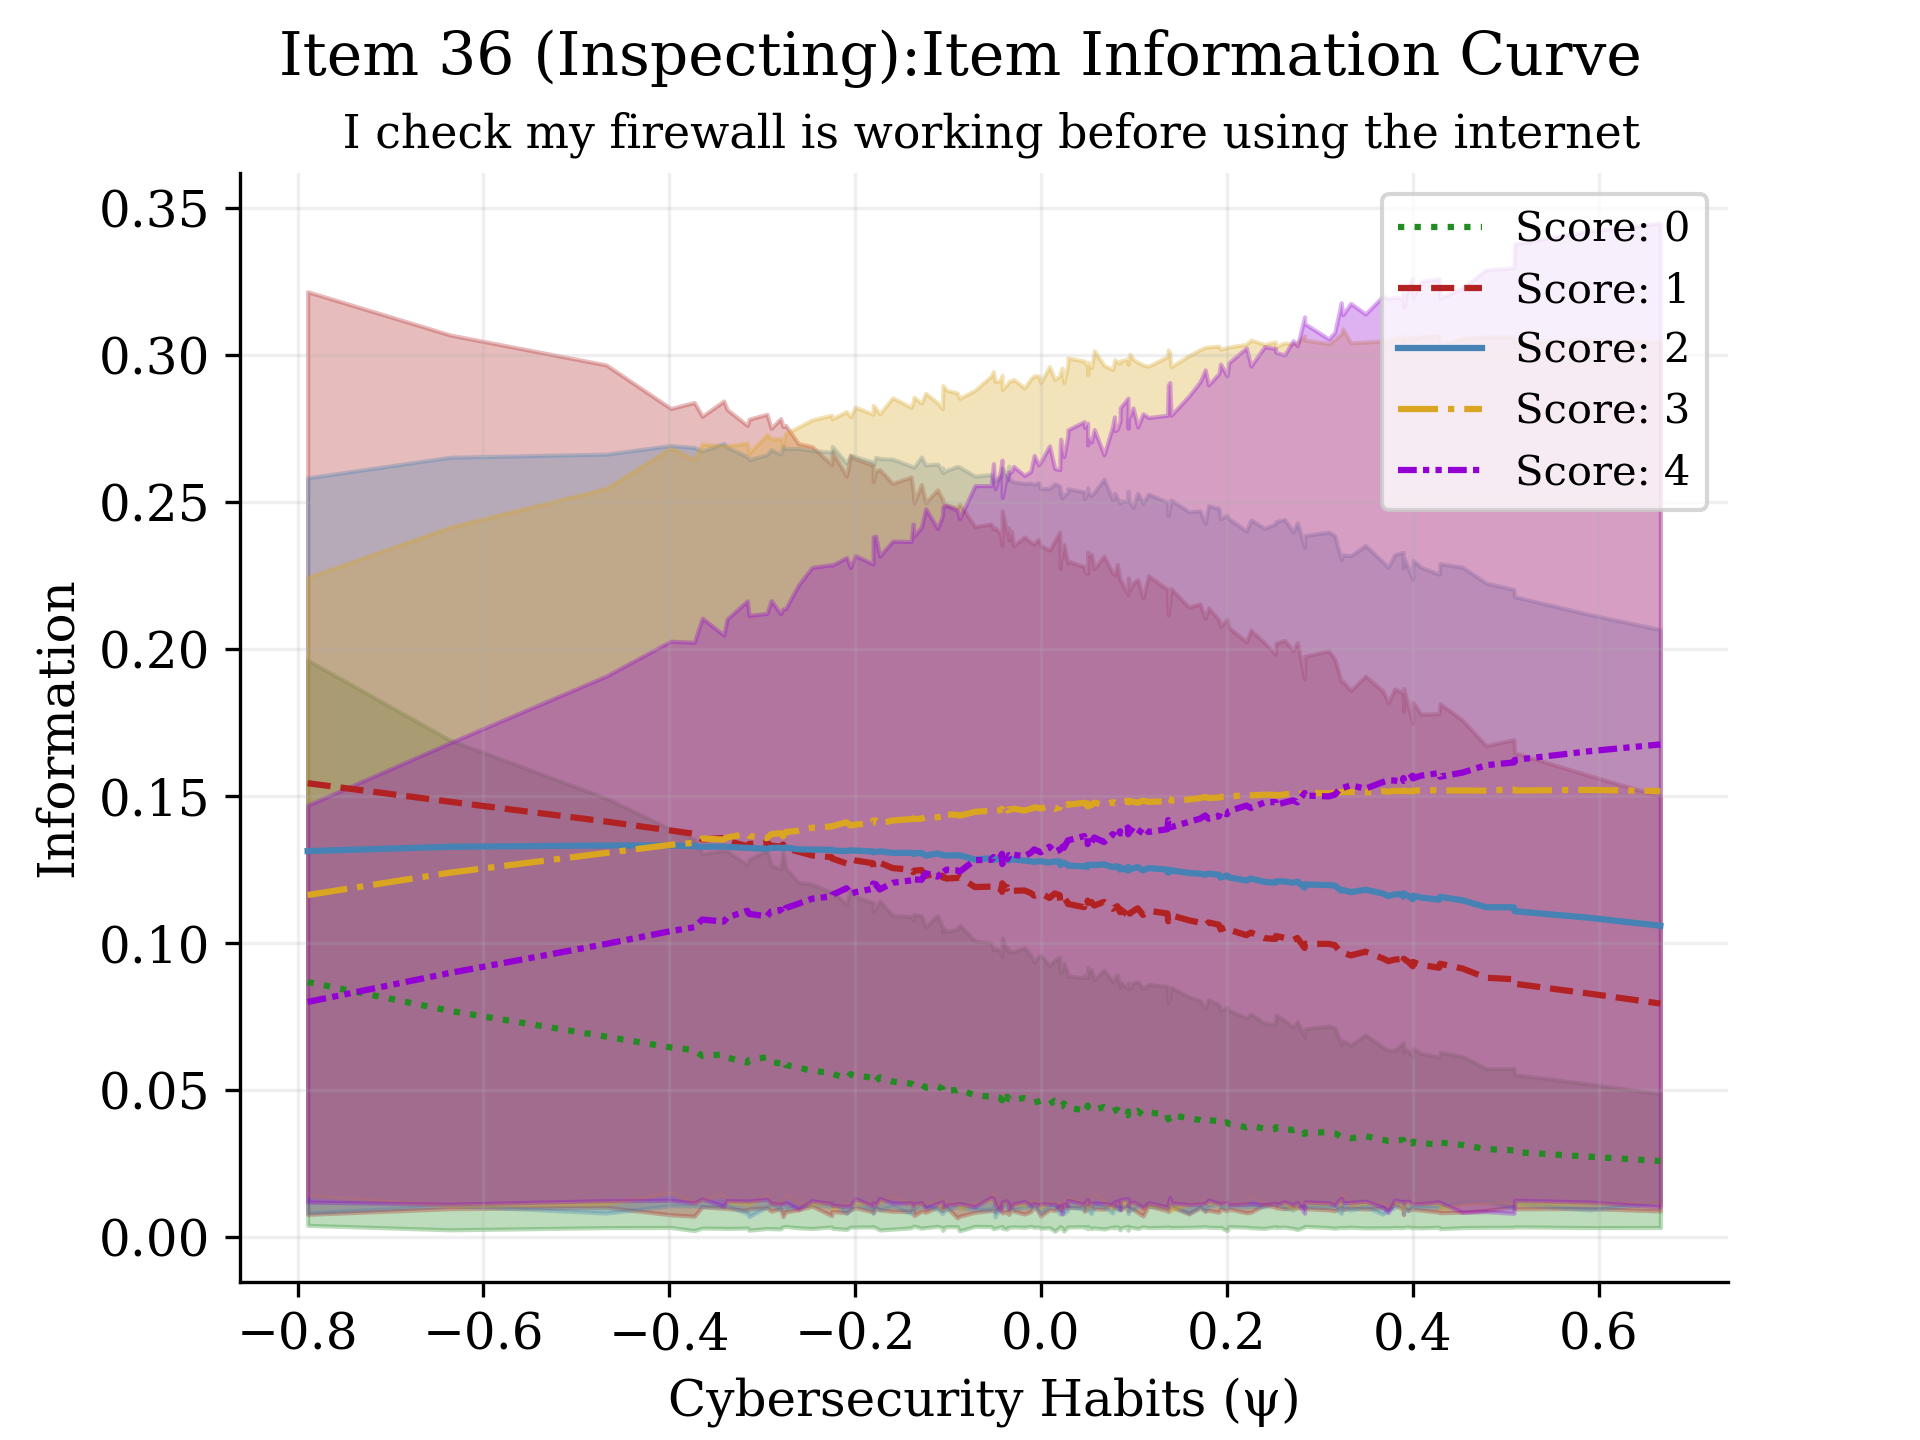 Item 36 (Inspecting):Item Information Curve
I check my firewall is working before using the internet
Score: 0
Score: 1
Score: 2
Score: 3
Score: 4
Information
0.35
0.30
0.25
0.20
0.15
0.10
0.05
0.00
−0.8 −0.6 −0.4 −0.2 0.0 0.2 0.4 0.6
Cybersecurity Habits (ψ)